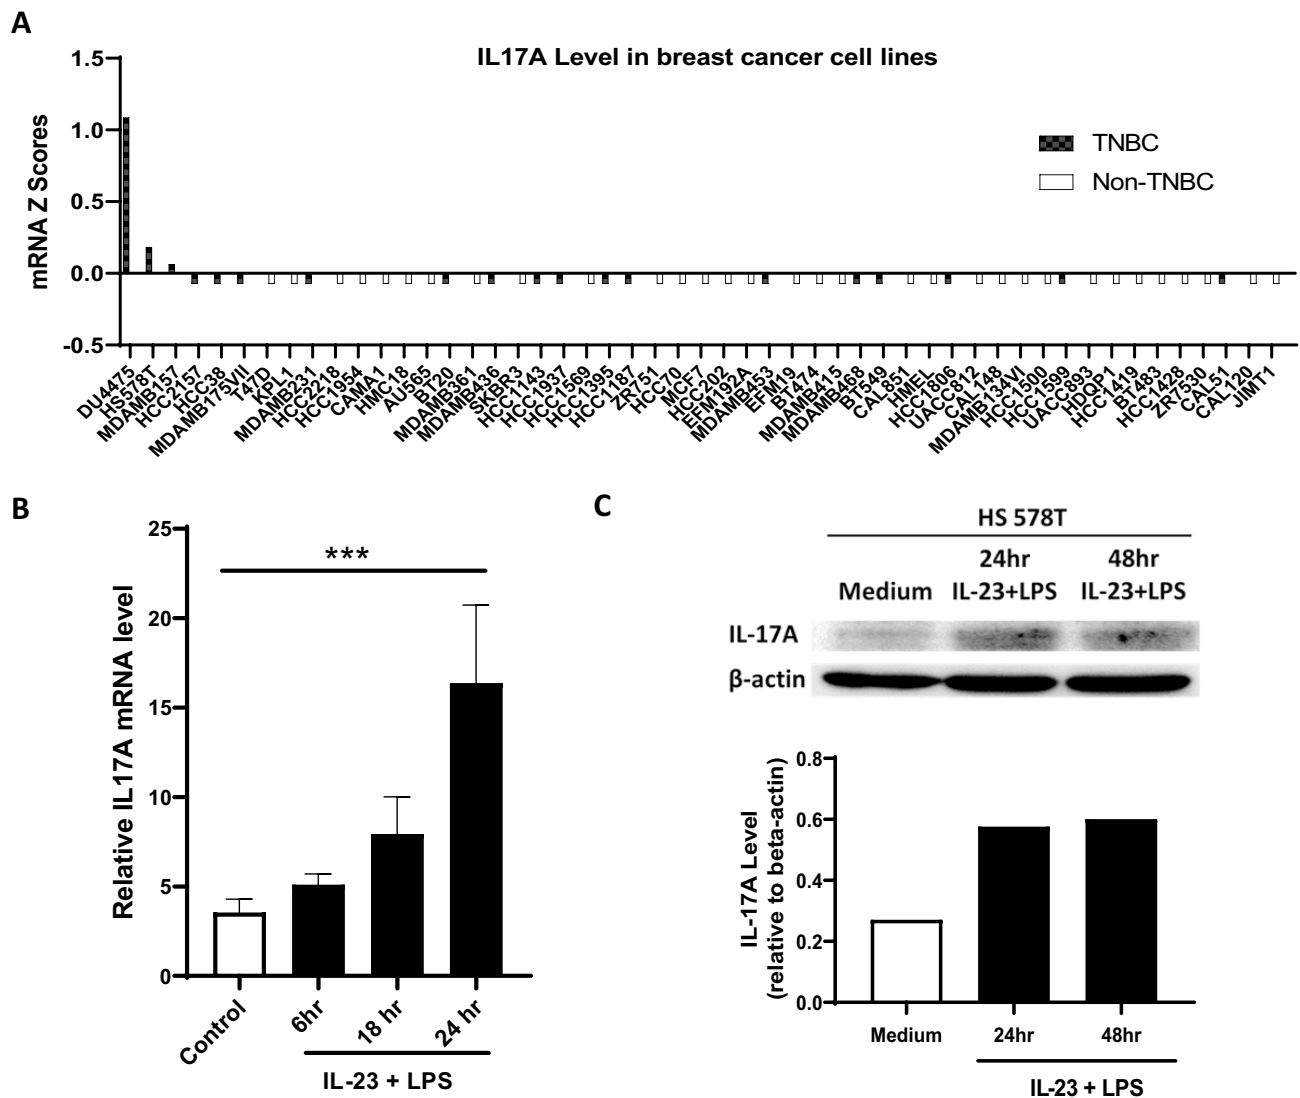 A
IL17A Level in breast cancer cell lines
mRNA Z Scores
1.5
1.0
0.5
0.0
-0.5
TNBC
Non-TNBC
DU4475
HS578T
MDAMB157
HCC2157
HCC38
MDAMB175VII
T47D
KPL1
MDAMB231
HCC2218
HCC1954
CAMA1
HMC18
AU565
BT20
MDAMB361
MDAMB436
SKBR3
HCC1143
HCC1937
HCC1569
HCC1395
HCC1187
ZR751
HCC70
MCF7
HCC202
EFM192A
MDAMB453
EFM19
BT474
MDAMB415
MDAMB468
BT549
CAL851
HMEL
HCC1806
UACC812
CAL148
MDAMB134VI
HCC1500
HCC1599
UACC893
HDQP1
HCC1419
BT483
HCC1428
ZR7530
CAL51
CAL120
JIMT1
B
Relative IL17A mRNA level
25
20
15
10
5
0
***
Control
6hr
18 hr
24 hr
IL-23 + LPS
C
HS 578T
24hr 48hr
Medium IL-23+LPS IL-23+LPS
IL-17A
β-actin
IL-17A Level
(relative to beta-actin)
0.8
0.6
0.4
0.2
0.0
Medium 24hr 48hr
IL-23 + LPS